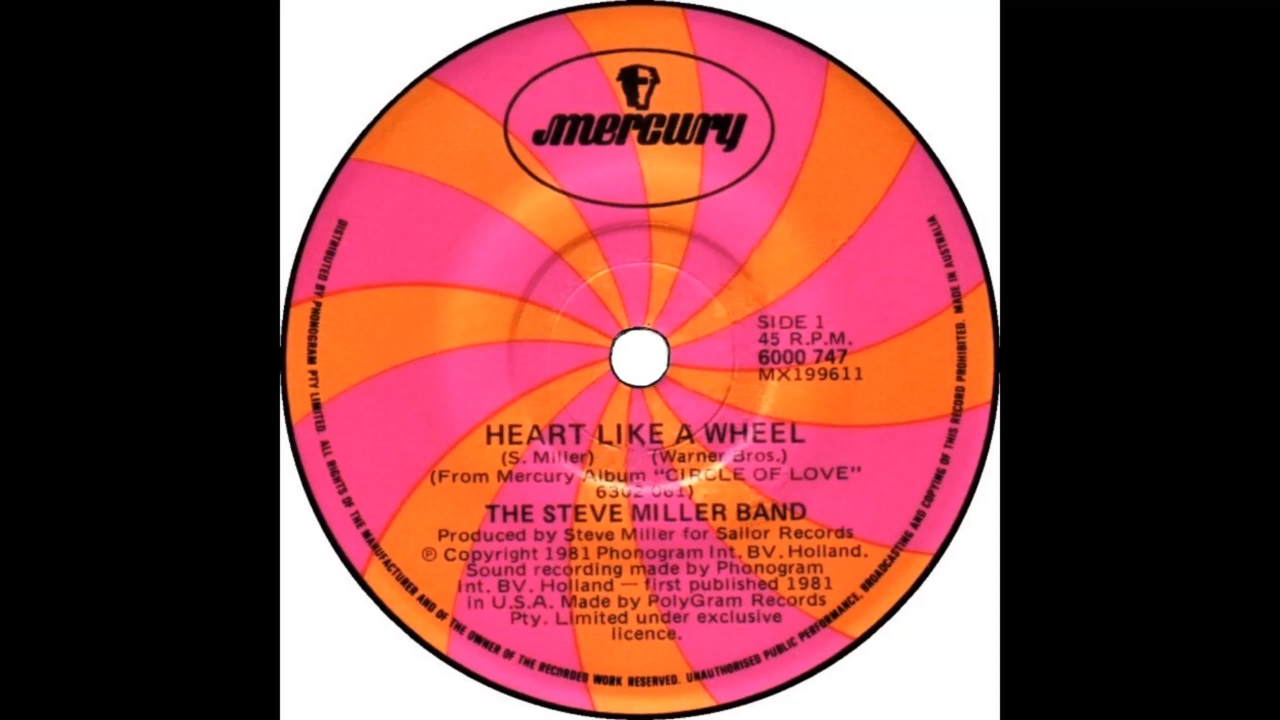 mercury
SIDE 1
45 R.P.M.
6000 747
MX199611
HEART LIKE A WHEEL
(S. Miller) (Warner Bros.)
(From Mercury Album "CIRCLE OF LOVE"
6302 061)
THE STEVE MILLER BAND
Produced by Steve Miller for Sailor Records
℗ Copyright 1981 Phonogram Int. BV. Holland.
Sound recording made by Phonogram
Int. BV. Holland — first published 1981
in U.S.A. Made by PolyGram Records
Pty. Limited under exclusive
licence.
DISTRIBUTED BY PHONOGRAM PTY LIMITED. ALL RIGHTS OF THE MANUFACTURER AND OF THE OWNER OF THE RECORDED WORK RESERVED. UNAUTHORISED PUBLIC PERFORMANCE, BROADCASTING AND COPYING OF THIS RECORD PROHIBITED. MADE IN AUSTRALIA